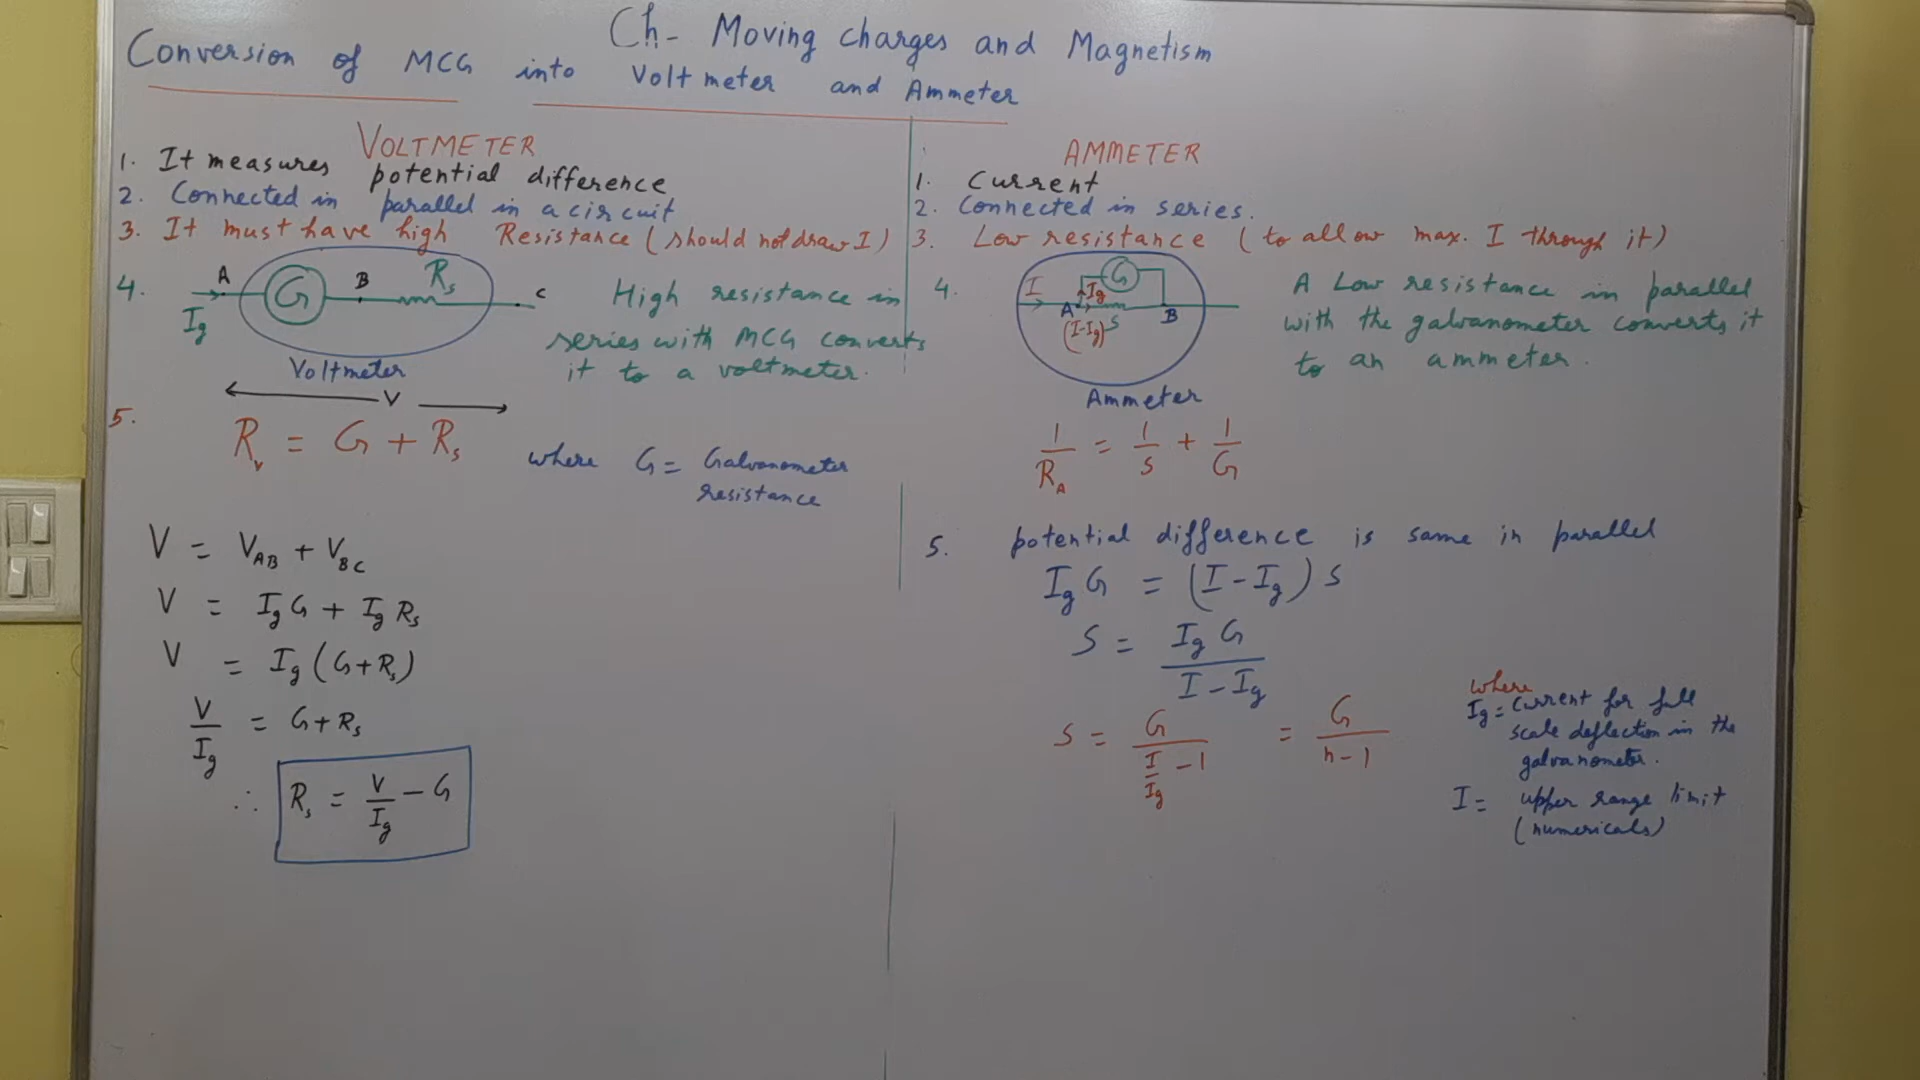 Ch- Moving charges and Magnetism
Conversion of MCG into Voltmeter and Ammeter
VOLTMETER
1. It measures potential difference
2. Connected in parallel in a circuit
3. It must have high Resistance (should not draw I)
4.
A G B Rs C
Ig
Voltmeter
V
High resistance in
series with MCG converts
it to a voltmeter.
5.
Rv = G + Rs
where G = Galvanometer
resistance
V = VAB + VBC
V = Ig G + Ig Rs
V = Ig (G+Rs)
V/Ig = G+Rs
∴ Rs = V/Ig - G
AMMETER
1. Current
2. Connected in series.
3. Low resistance (to allow max. I through it)
4.
G
I Ig
A S B
(I-Ig)
Ammeter
A Low resistance in parallel
with the galvanometer converts it
to an ammeter.
1/RA = 1/S + 1/G
5. potential difference is same in parallel
Ig G = (I-Ig) S
S = Ig G / I - Ig
S = G / I/Ig - 1 = G / n-1
where
Ig = current for full
scale deflection in the
galvanometer.
I = upper range limit
(numericals)